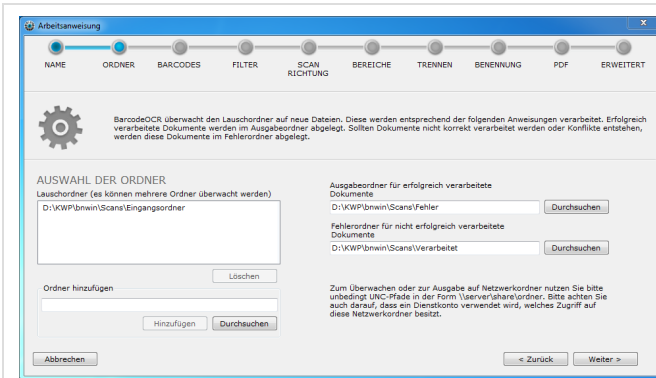 Arbeitsanweisung
NAME
ORDNER
BARCODES
FILTER
SCAN
RICHTUNG
BEREICHE
TRENNEN
BENENNUNG
PDF
ERWEITERT
BarcodeOCR überwacht den Lauschordner auf neue Dateien. Diese werden entsprechend der folgenden Anweisungen verarbeitet. Erfolgreich
verarbeitete Dokumente werden im Ausgabeordner abgelegt. Sollten Dokumente nicht korrekt verarbeitet werden oder Konflikte entstehen,
werden diese Dokumente im Fehlerordner abgelegt.
AUSWAHL DER ORDNER
Lauschordner (es können mehrere Ordner überwacht werden)
D:\KWP\bnwin\Scans\Eingangsordner
Löschen
Ordner hinzufügen
Hinzufügen
Durchsuchen
Ausgabeordner für erfolgreich verarbeitete
Dokumente
D:\KWP\bnwin\Scans\Fehler
Durchsuchen
Fehlerordner für nicht erfolgreich verarbeitete
Dokumente
D:\KWP\bnwin\Scans\Verarbeitet
Durchsuchen
Zum Überwachen oder zur Ausgabe auf Netzwerkordner nutzen Sie bitte
unbedingt UNC-Pfade in der Form \\server\share\ordner. Bitte achten Sie
auch darauf, dass ein Dienstkonto verwendet wird, welches Zugriff auf
diese Netzwerkordner besitzt.
Abbrechen
< Zurück
Weiter >